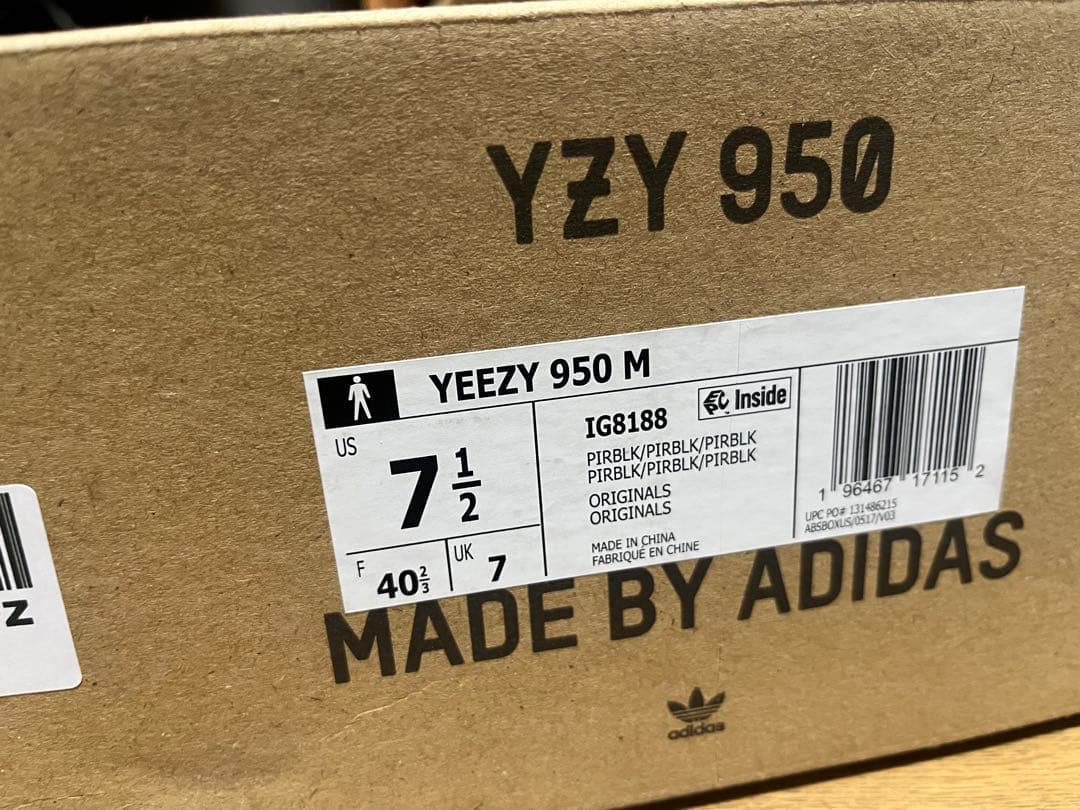 YZY 950
YEEZY 950 M
US
7 1/2
F
40 2/3
UK
7
IG8188
Inside
PIRBLK/PIRBLK/PIRBLK
PIRBLK/PIRBLK/PIRBLK
ORIGINALS
ORIGINALS
MADE IN CHINA
FABRIQUÉ EN CHINE
1 96467 17115 2
UPC PO# 131486215
ABSBOXUS/0517/V03
Z
MADE BY ADIDAS
adidas